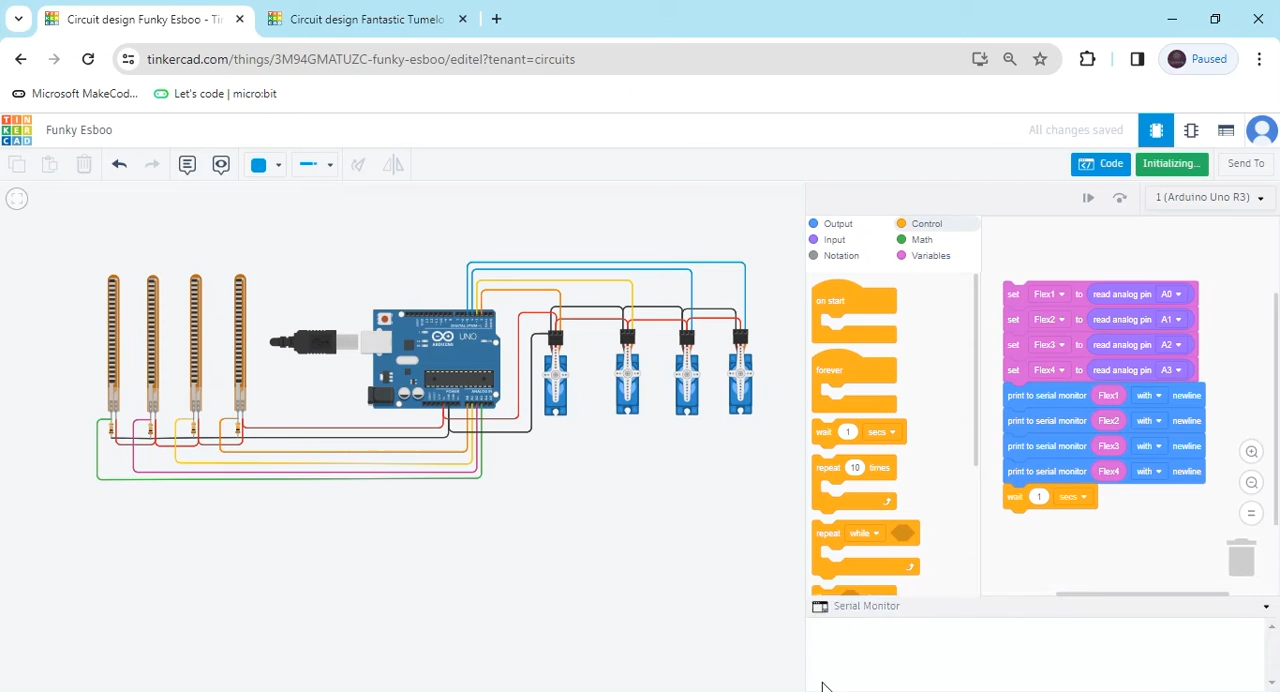 Circuit design Funky Esboo - Tin
Circuit design Fantastic Tumelo
tinkercad.com/things/3M94GMATUZC-funky-esboo/editel?tenant=circuits
Paused
Microsoft MakeCod...
Let's code | micro:bit
TIN
KER
CAD
Funky Esboo
All changes saved
Code
Initializing...
Send To
1 (Arduino Uno R3)
Output
Control
Input
Math
Notation
Variables
on start
forever
wait 1 secs
repeat 10 times
repeat while
set Flex1 to read analog pin A0
set Flex2 to read analog pin A1
set Flex3 to read analog pin A2
set Flex4 to read analog pin A3
print to serial monitor Flex1 with newline
print to serial monitor Flex2 with newline
print to serial monitor Flex3 with newline
print to serial monitor Flex4 with newline
wait 1 secs
UNO
Serial Monitor